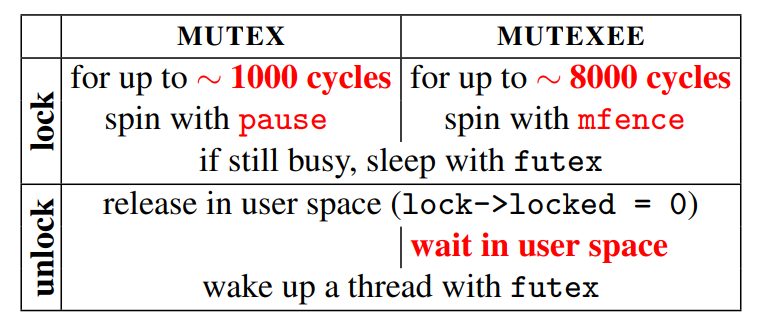 MUTEX MUTEXEE
lock
for up to ∼ 1000 cycles for up to ∼ 8000 cycles
spin with pause spin with mfence
if still busy, sleep with futex
unlock
release in user space (lock->locked = 0)
wait in user space
wake up a thread with futex